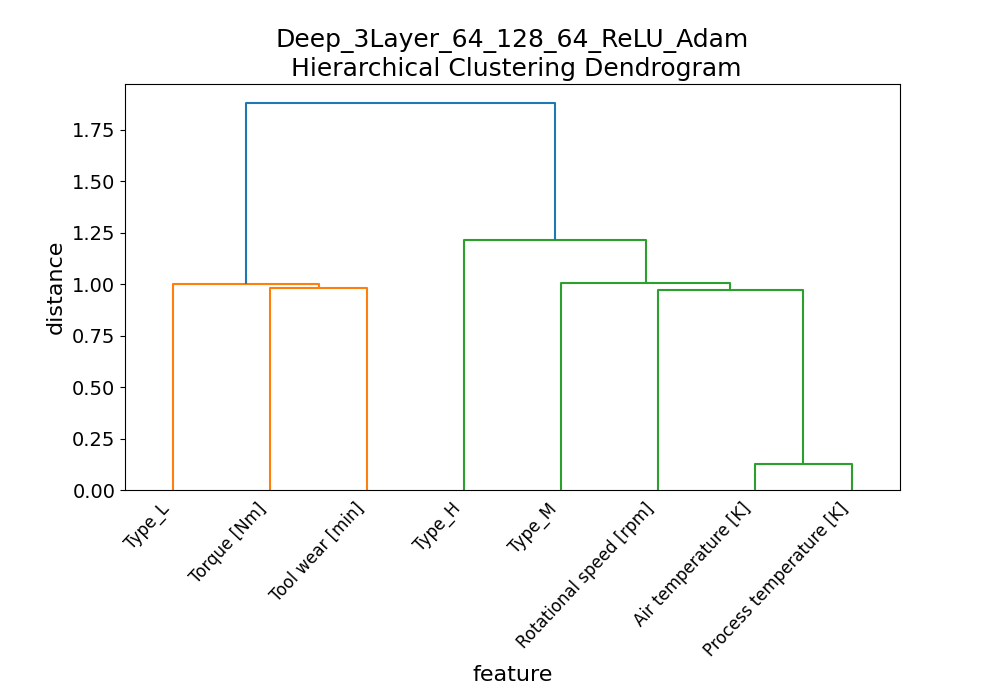 Deep_3Layer_64_128_64_ReLU_Adam
Hierarchical Clustering Dendrogram
distance
1.75
1.50
1.25
1.00
0.75
0.50
0.25
0.00
Type_L
Torque [Nm]
Tool wear [min]
Type_H
Type_M
Rotational speed [rpm]
Air temperature [K]
Process temperature [K]
feature